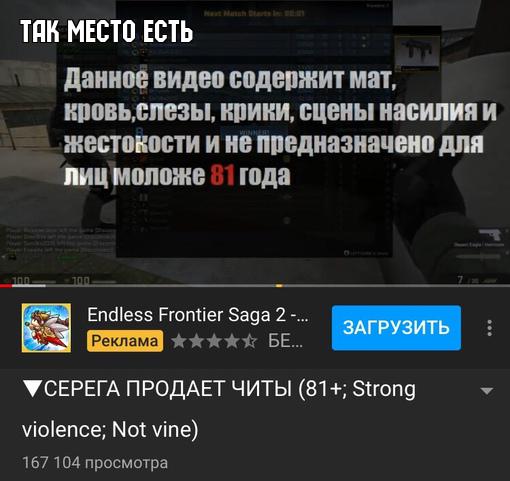 Next Match Starts in: 00:01
ТАК МЕСТО ЕСТЬ
Данное видео содержит мат,
кровь,слезы, крики, сцены насилия и
жестокости и не предназначено для
лиц моложе 81 года
WINNER!
100
100
7
Endless Frontier Saga 2 -...
Реклама БЕ...
ЗАГРУЗИТЬ
▼СЕРЕГА ПРОДАЕТ ЧИТЫ (81+; Strong
violence; Not vine)
167 104 просмотра